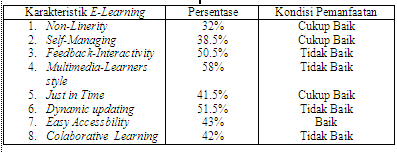 Karakteristik E-Learning Persentase Kondisi Pemanfaatan
1. Non-Linerity 32% Cukup Baik
2. Self-Managing 38.5% Cukup Baik
3. Feedback-Interactivity 50.5% Tidak Baik
4. Multimedia-Learners 58% Tidak Baik
style
5. Just in Time 41.5% Cukup Baik
6. Dynamic updating 51.5% Tidak Baik
7. Easy Accessbility 43% Baik
8. Colaborative Learning 42% Tidak Baik